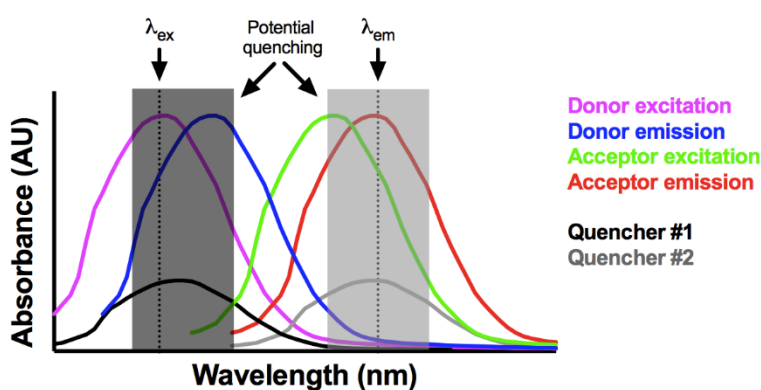 λex
Potential
quenching
λem
Absorbance (AU)
Wavelength (nm)
Donor excitation
Donor emission
Acceptor excitation
Acceptor emission
Quencher #1
Quencher #2